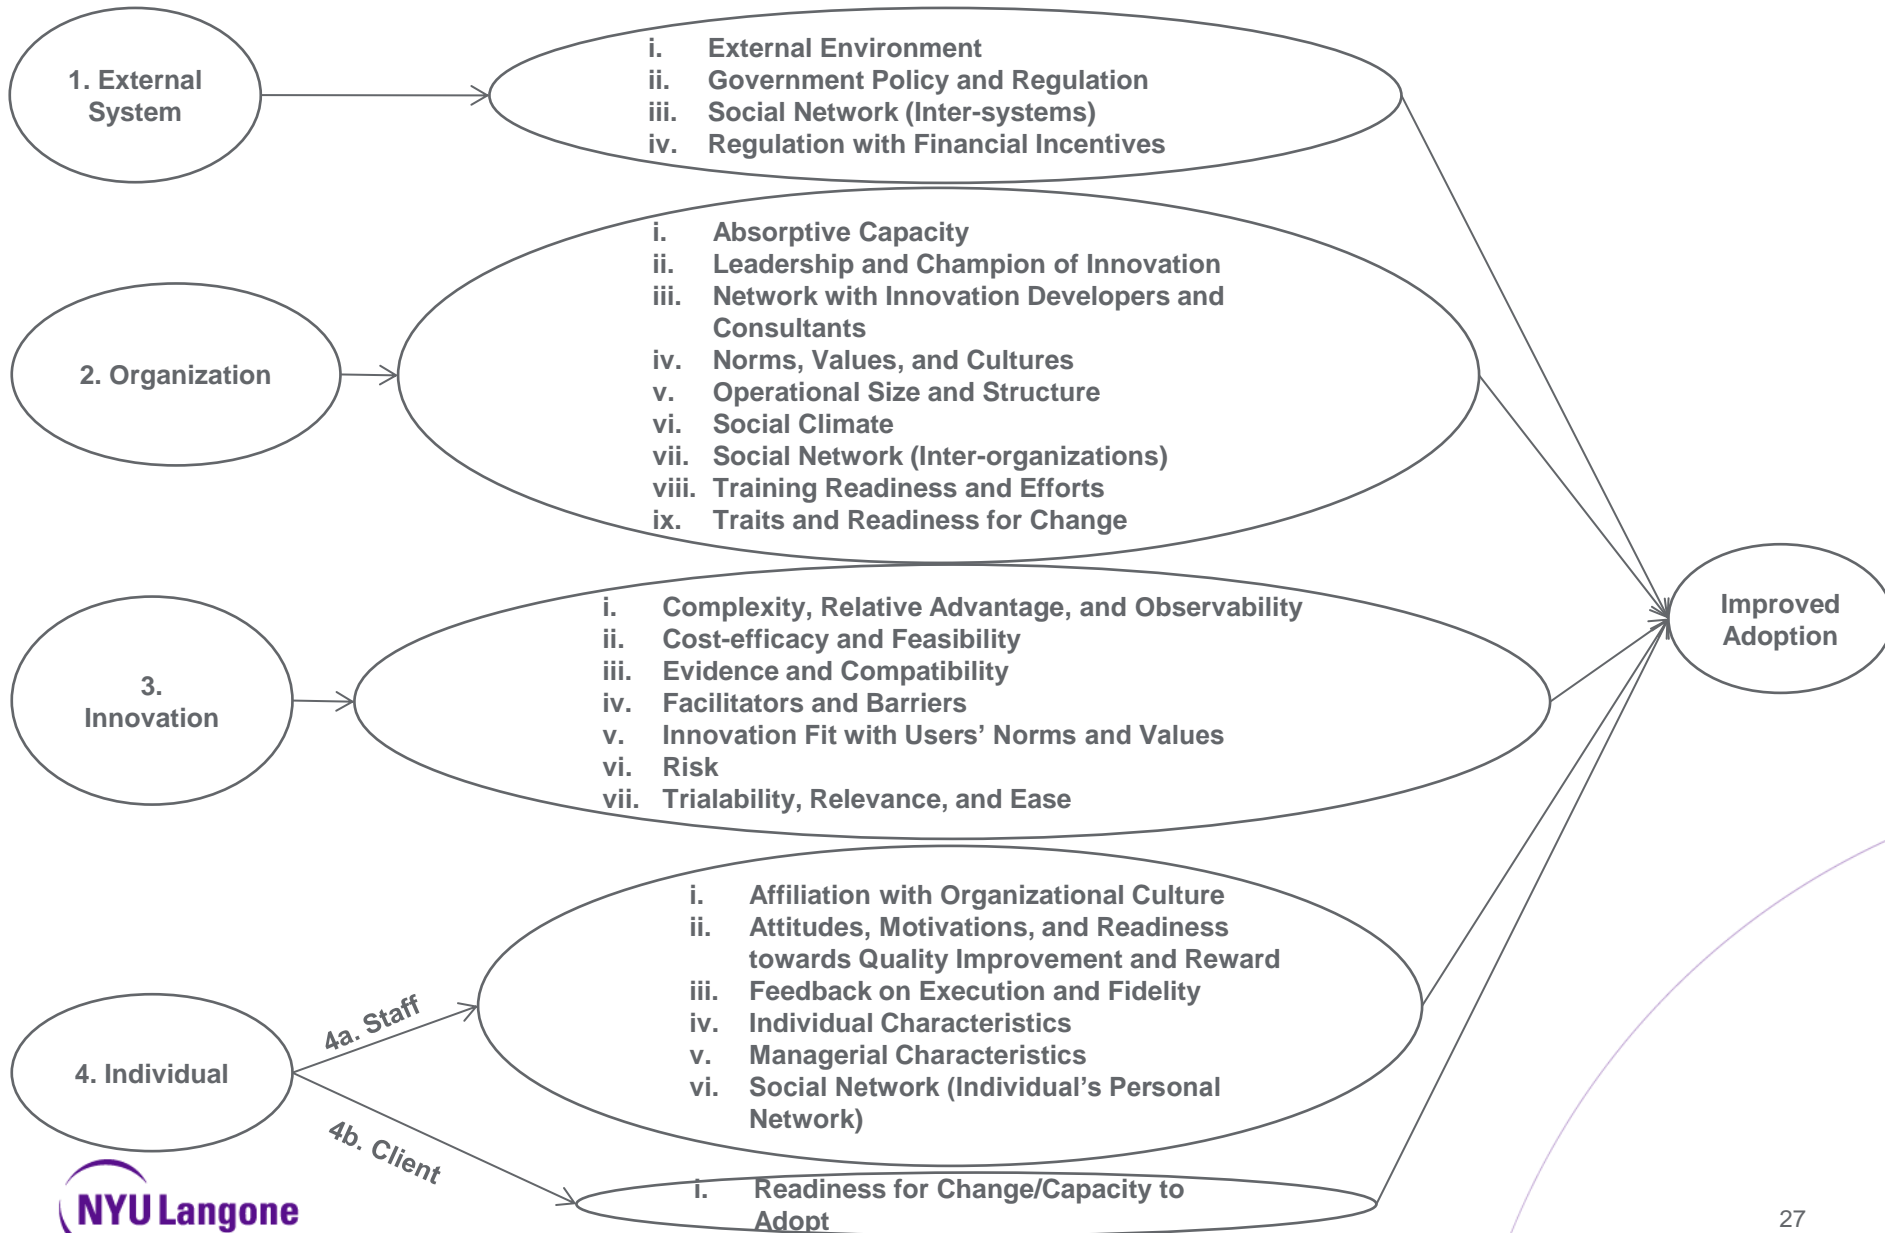 1. External
System
i. External Environment
ii. Government Policy and Regulation
iii. Social Network (Inter-systems)
iv. Regulation with Financial Incentives
2. Organization
i. Absorptive Capacity
ii. Leadership and Champion of Innovation
iii. Network with Innovation Developers and
Consultants
iv. Norms, Values, and Cultures
v. Operational Size and Structure
vi. Social Climate
vii. Social Network (Inter-organizations)
viii. Training Readiness and Efforts
ix. Traits and Readiness for Change
3.
Innovation
i. Complexity, Relative Advantage, and Observability
ii. Cost-efficacy and Feasibility
iii. Evidence and Compatibility
iv. Facilitators and Barriers
v. Innovation Fit with Users’ Norms and Values
vi. Risk
vii. Trialability, Relevance, and Ease
Improved
Adoption
4. Individual
4a. Staff
i. Affiliation with Organizational Culture
ii. Attitudes, Motivations, and Readiness
towards Quality Improvement and Reward
iii. Feedback on Execution and Fidelity
iv. Individual Characteristics
v. Managerial Characteristics
vi. Social Network (Individual’s Personal
Network)
4b. Client
i. Readiness for Change/Capacity to
Adopt
NYU Langone
27